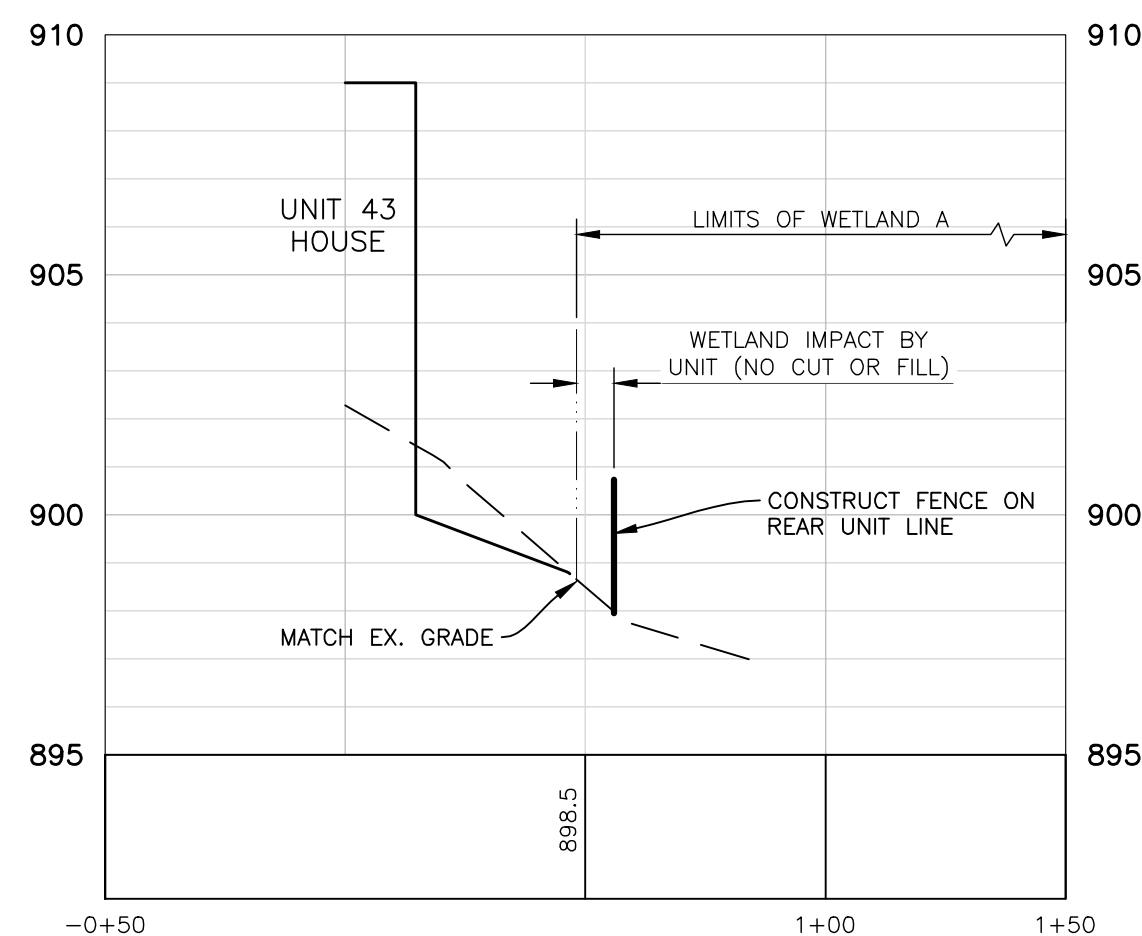 910
910
UNIT 43
HOUSE
LIMITS OF WETLAND A
905
905
WETLAND IMPACT BY
UNIT (NO CUT OR FILL)
900
CONSTRUCT FENCE ON
REAR UNIT LINE
900
MATCH EX. GRADE
895
895
898.5
-0+50
1+00
1+50